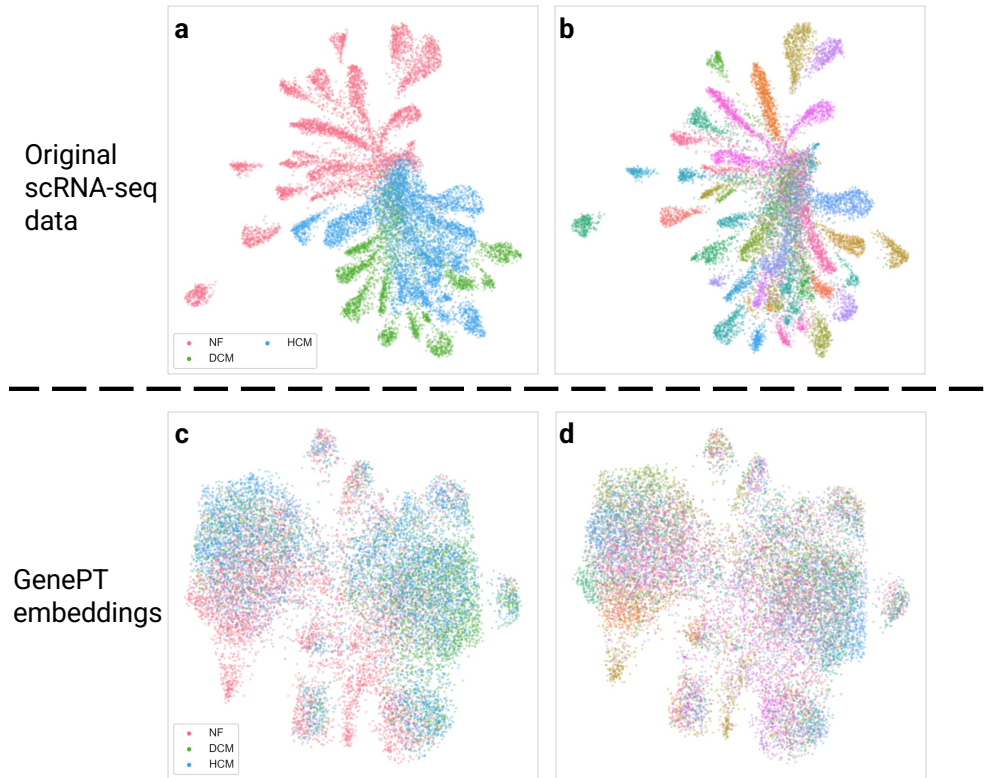 a
b
Original
scRNA-seq
data
NF
HCM
DCM
c
d
GenePT
embeddings
NF
DCM
HCM